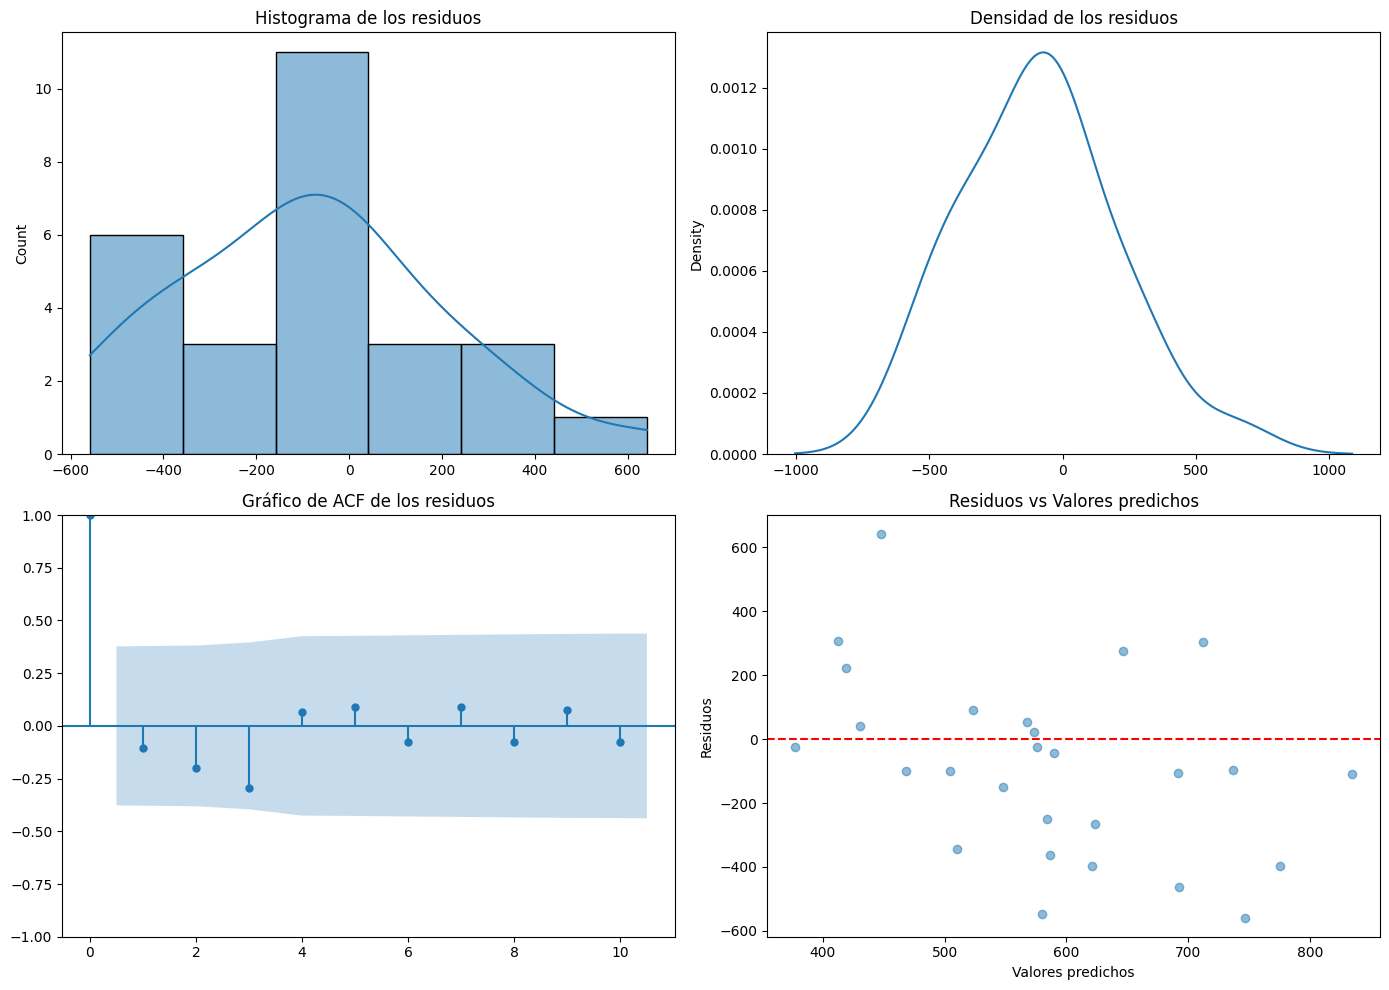 Histograma de los residuos
Count
10
8
6
4
2
0
−600 −400 −200 0 200 400 600
Densidad de los residuos
Density
0.0012
0.0010
0.0008
0.0006
0.0004
0.0002
0.0000
−1000 −500 0 500 1000
Gráfico de ACF de los residuos
1.00
0.75
0.50
0.25
0.00
−0.25
−0.50
−0.75
−1.00
0 2 4 6 8 10
Residuos vs Valores predichos
Residuos
600
400
200
0
−200
−400
−600
400 500 600 700 800
Valores predichos